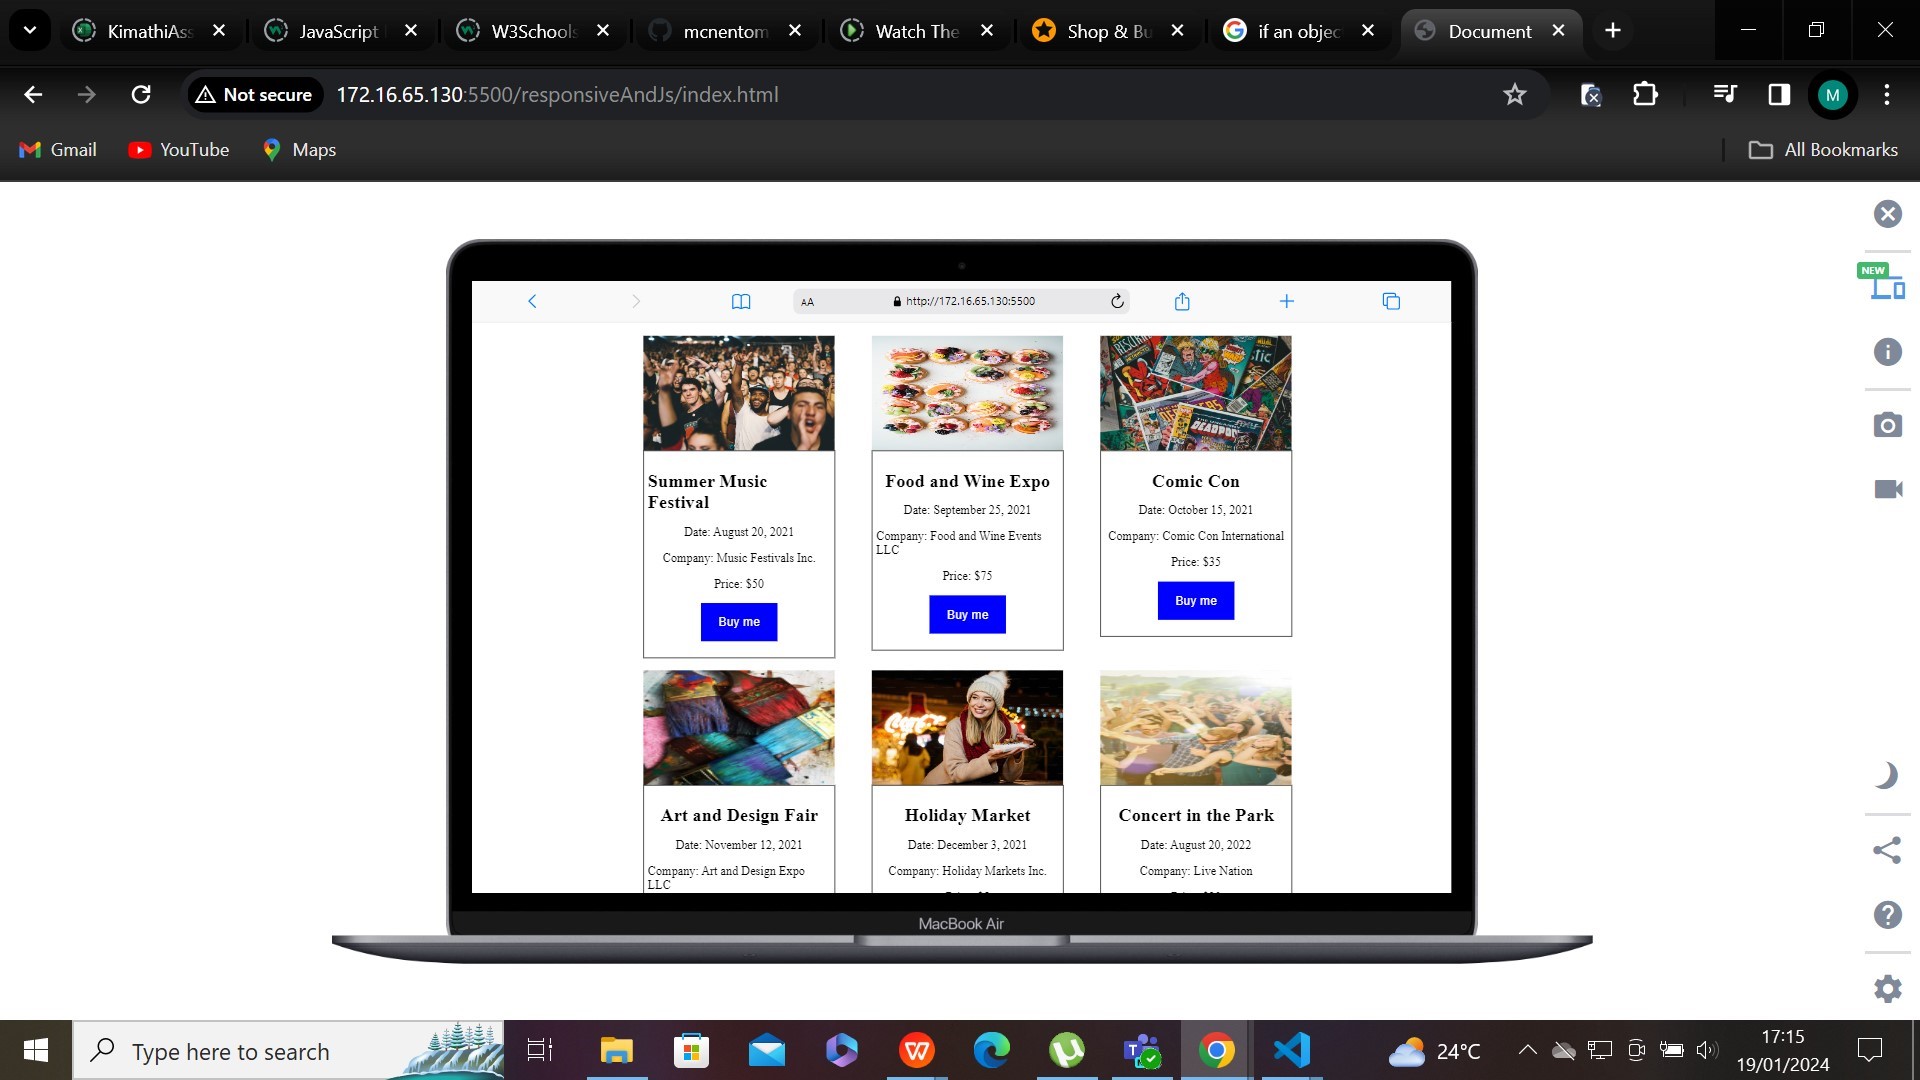 KimathiAss
JavaScript
W3Schools
mcnentom
Watch The
Shop & Bu
if an objec
Document
Not secure
172.16.65.130:5500/responsiveAndJs/index.html
M
Gmail
YouTube
Maps
All Bookmarks
NEW
AA
http://172.16.65.130:5500
Summer Music
Festival
Date: August 20, 2021
Company: Music Festivals Inc.
Price: $50
Buy me
Food and Wine Expo
Date: September 25, 2021
Company: Food and Wine Events
LLC
Price: $75
Buy me
DEADPOOL
Comic Con
Date: October 15, 2021
Company: Comic Con International
Price: $35
Buy me
Art and Design Fair
Date: November 12, 2021
Company: Art and Design Expo
LLC
Holiday Market
Date: December 3, 2021
Company: Holiday Markets Inc.
Concert in the Park
Date: August 20, 2022
Company: Live Nation
MacBook Air
Type here to search
24°C
17:15
19/01/2024